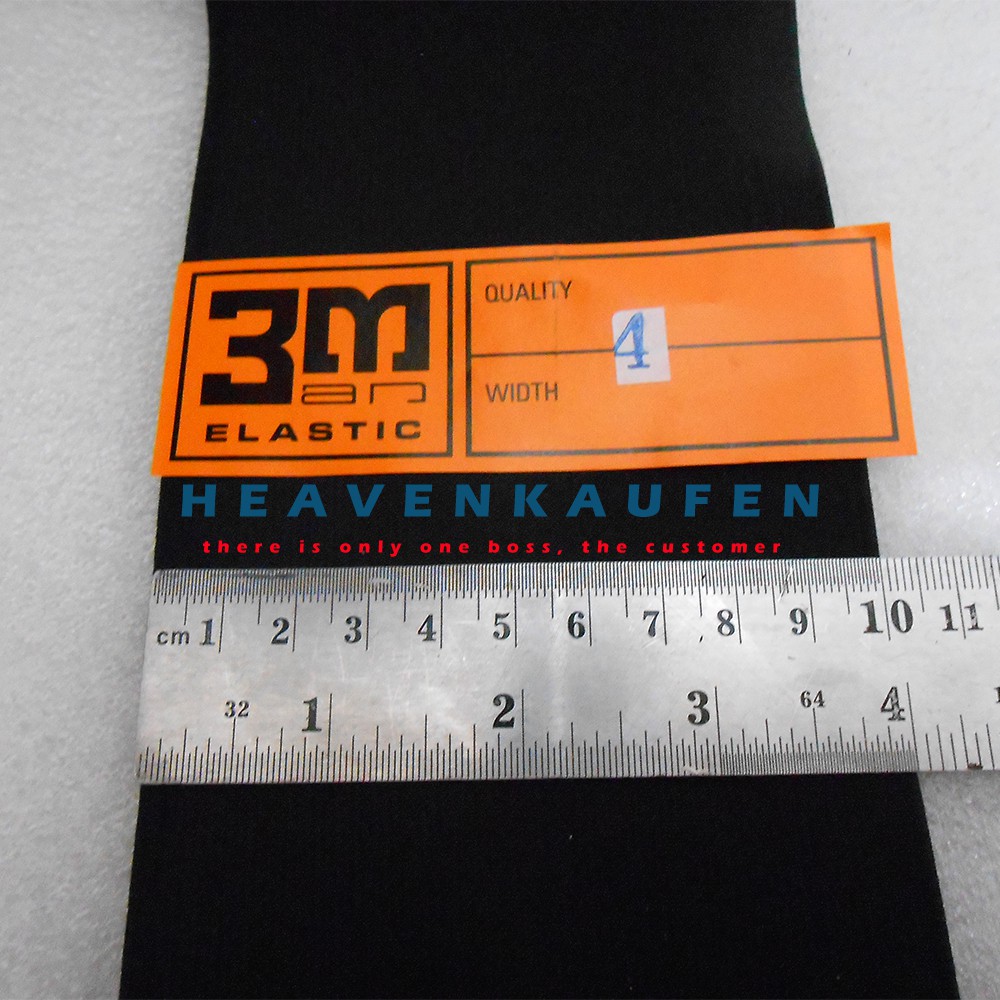 3M
an
ELASTIC
QUALITY
4
WIDTH
HEAVENKAUFEN
there is only one boss, the customer
cm 1 2 3 4 5 6 7 8 9 10 11
32 1 2 3 64 4